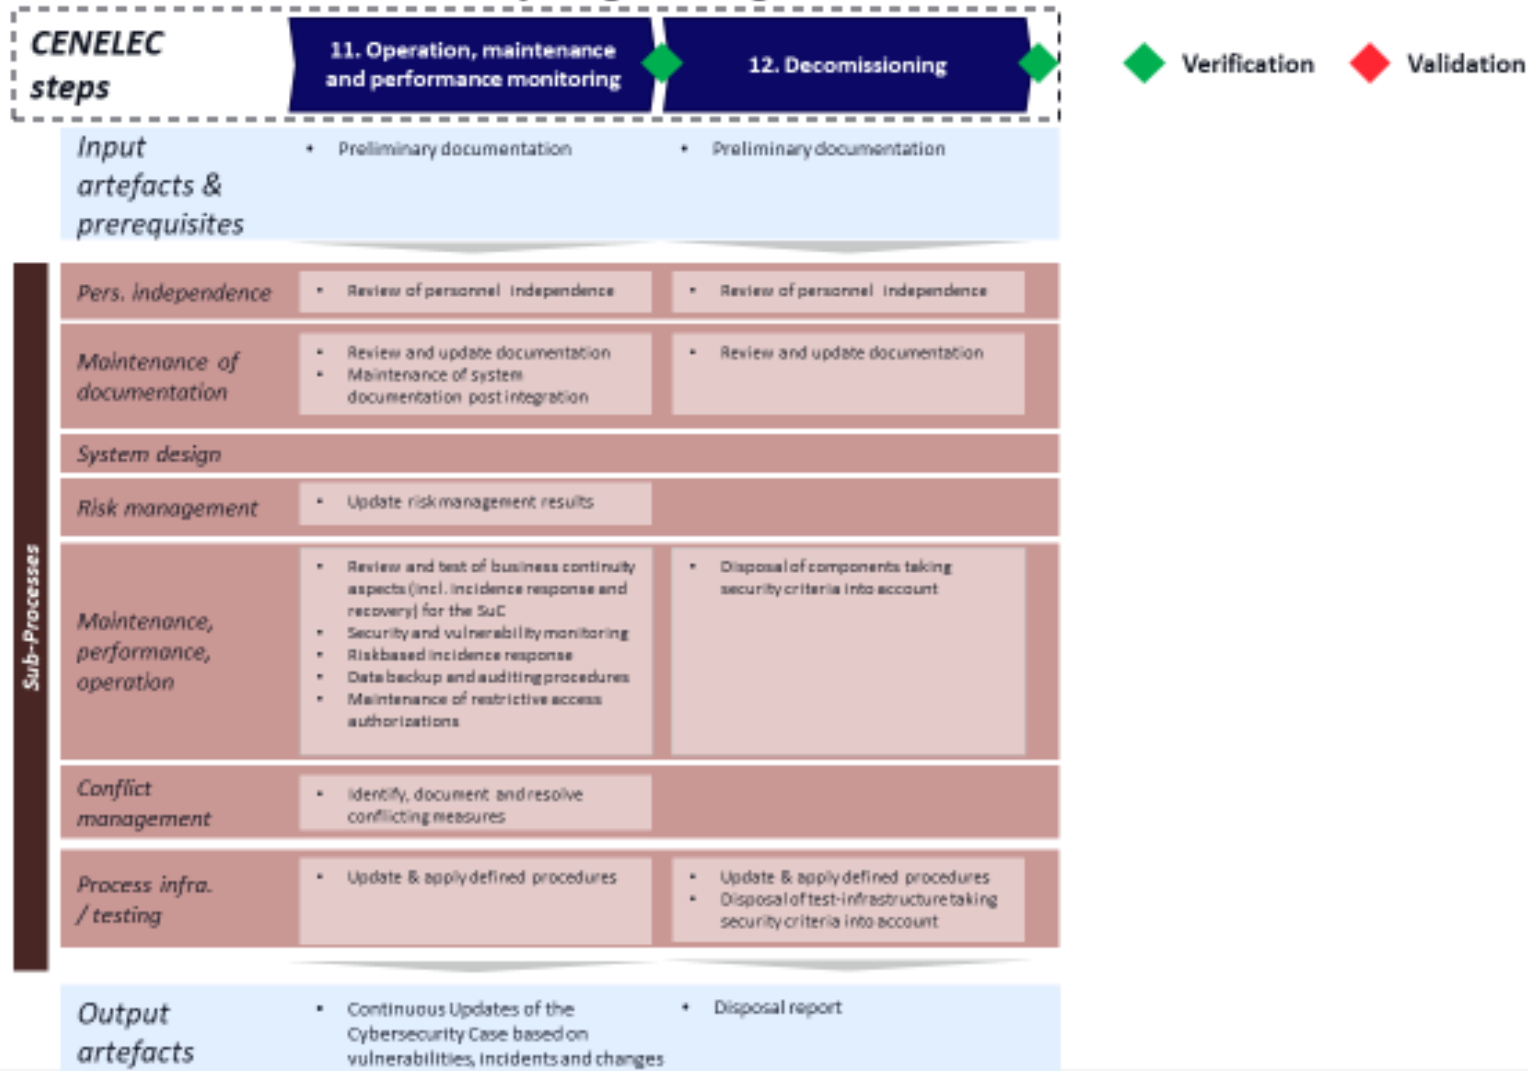 CENELEC
steps
11. Operation, maintenance
and performance monitoring
12. Decomissioning
Verification
Validation
Input
artefacts &
prerequisites
• Preliminary documentation
• Preliminary documentation
Sub-Processes
Pers. independence
• Review of personnel independence
• Review of personnel independence
Maintenance of
documentation
• Review and update documentation
• Maintenance of system
documentation post integration
• Review and update documentation
System design
Risk management
• Update risk management results
Maintenance,
performance,
operation
• Review and test of business continuity
aspects (incl. incidence response and
recovery) for the SuC
• Security and vulnerability monitoring
• Riskbased incidence response
• Data backup and auditing procedures
• Maintenance of restrictive access
authorizations
• Disposal of components taking
security criteria into account
Conflict
management
• Identify, document and resolve
conflicting measures
Process infra.
/ testing
• Update & apply defined procedures
• Update & apply defined procedures
• Disposal of test-infrastructure taking
security criteria into account
Output
artefacts
• Continuous Updates of the
Cybersecurity Case based on
vulnerabilities, incidents and changes
• Disposal report